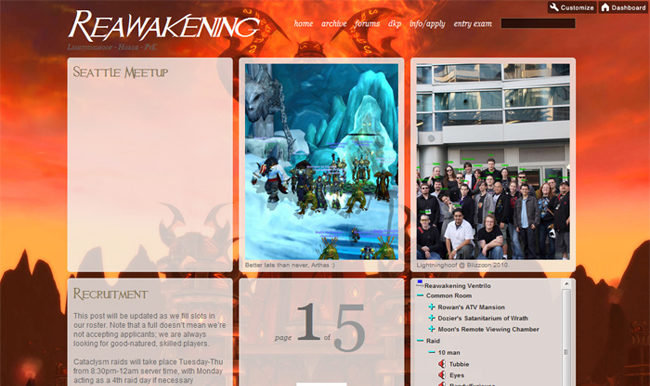 Customize
Dashboard
REAWAKENING
home archive forums dkp info/apply entry exam
LIGHTNINGHOOF - HORDE - PVE
SEATTLE MEETUP
Better late than never, Arthas :)
Lightninghoof @ Blizzcon 2010
RECRUITMENT
This post will be updated as we fill slots in
our roster. Note that a full doesn't mean we're
not accepting applicants; we are always
looking for good-natured, skilled players.
Cataclysm raids will take place Tuesday-Thu
from 8:30pm-12am server time, with Monday
acting as a 4th raid day if necessary
page 1 of 5
Reawakening Ventrilo
Common Room
Rowan's ATV Mansion
Dozier's Satanitarium of Wrath
Moon's Remote Viewing Chamber
Raid
10 man
Tubbie
Eyes